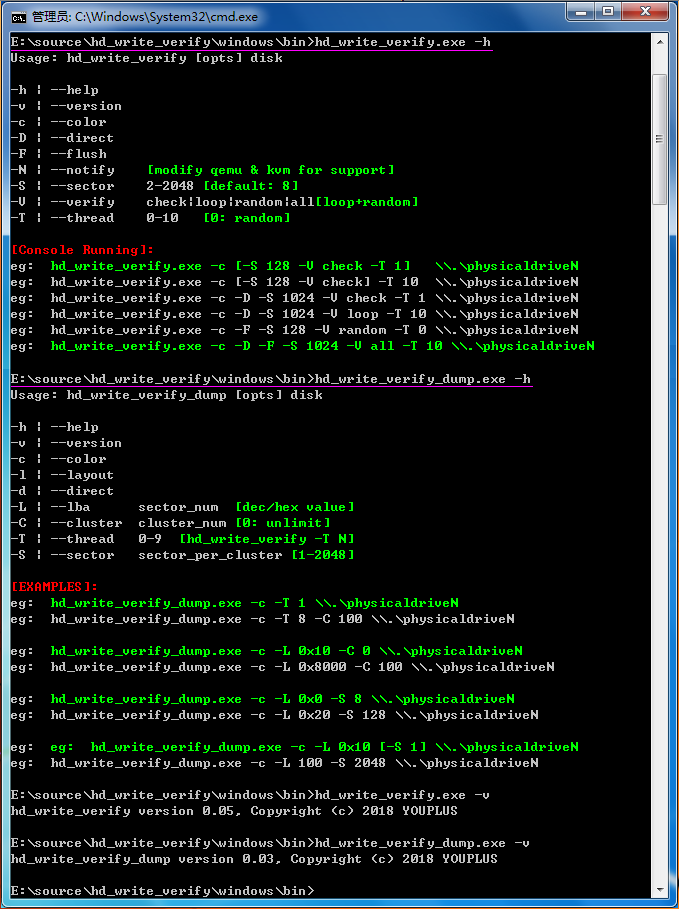 管理员: C:\Windows\System32\cmd.exe
E:\source\hd_write_verify\windows\bin>hd_write_verify.exe -h
Usage: hd_write_verify [opts] disk
-h | --help
-v | --version
-c | --color
-D | --direct
-F | --flush
-N | --notify    [modify qemu & kvm for support]
-S | --sector    2-2048 [default: 8]
-V | --verify    check|loop|random|all[loop+random]
-T | --thread    0-10   [0: random]
[Console Running]:
eg:  hd_write_verify.exe -c [-S 128 -V check -T 1]   \\.\physicaldriveN
eg:  hd_write_verify.exe -c [-S 128 -V check] -T 10  \\.\physicaldriveN
eg:  hd_write_verify.exe -c -D -S 1024 -V check -T 1 \\.\physicaldriveN
eg:  hd_write_verify.exe -c -D -S 1024 -V loop -T 10 \\.\physicaldriveN
eg:  hd_write_verify.exe -c -F -S 128 -V random -T 0 \\.\physicaldriveN
eg:  hd_write_verify.exe -c -D -F -S 1024 -V all -T 10 \\.\physicaldriveN
E:\source\hd_write_verify\windows\bin>hd_write_verify_dump.exe -h
Usage: hd_write_verify_dump [opts] disk
-h | --help
-v | --version
-c | --color
-l | --layout
-d | --direct
-L | --lba      sector_num  [dec/hex value]
-C | --cluster  cluster_num [0: unlimit]
-T | --thread   0-9  [hd_write_verify -T N]
-S | --sector   sector_per_cluster [1-2048]
[EXAMPLES]:
eg:  hd_write_verify_dump.exe -c -T 1 \\.\physicaldriveN
eg:  hd_write_verify_dump.exe -c -T 8 -C 100 \\.\physicaldriveN
eg:  hd_write_verify_dump.exe -c -L 0x10 -C 0 \\.\physicaldriveN
eg:  hd_write_verify_dump.exe -c -L 0x8000 -C 100 \\.\physicaldriveN
eg:  hd_write_verify_dump.exe -c -L 0x0 -S 8 \\.\physicaldriveN
eg:  hd_write_verify_dump.exe -c -L 0x20 -S 128 \\.\physicaldriveN
eg:  eg:  hd_write_verify_dump.exe -c -L 0x10 [-S 1] \\.\physicaldriveN
eg:  hd_write_verify_dump.exe -c -L 100 -S 2048 \\.\physicaldriveN
E:\source\hd_write_verify\windows\bin>hd_write_verify.exe -v
hd_write_verify version 0.05, Copyright (c) 2018 YOUPLUS
E:\source\hd_write_verify\windows\bin>hd_write_verify_dump.exe -v
hd_write_verify_dump version 0.03, Copyright (c) 2018 YOUPLUS
E:\source\hd_write_verify\windows\bin>